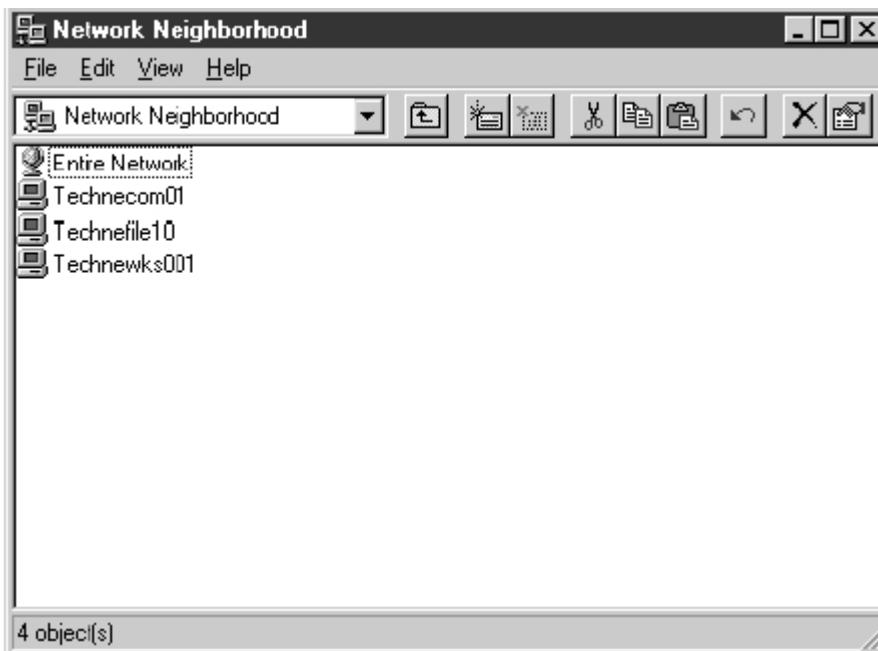 Network Neighborhood
File Edit View Help
Network Neighborhood
Entire Network
Technecom01
Technefile10
Technewks001
4 object(s)